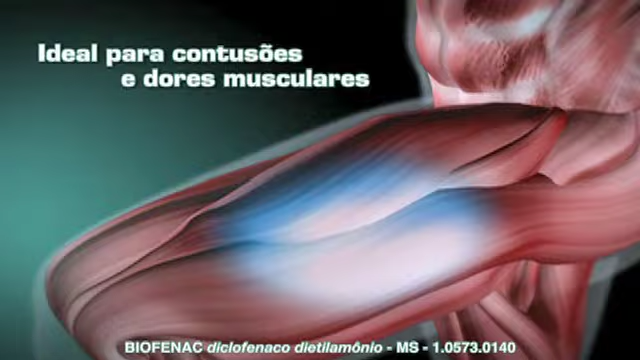 Ideal para contusões
e dores musculares
BIOFENAC diclofenaco dietilamônio - MS - 1.0573.0140